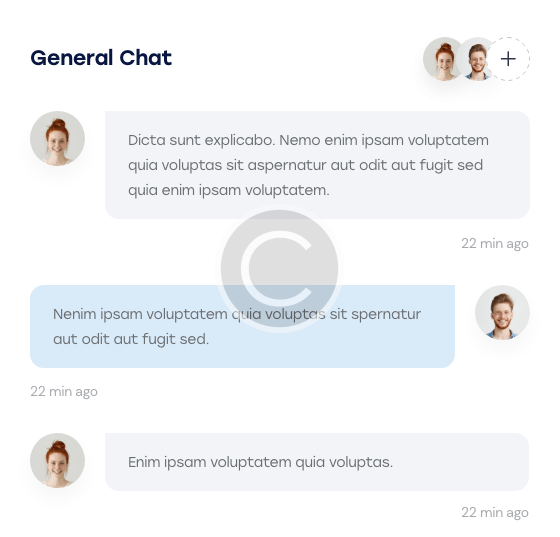 General Chat
Dicta sunt explicabo. Nemo enim ipsam voluptatem
quia voluptas sit aspernatur aut odit aut fugit sed
quia enim ipsam voluptatem.
22 min ago
Nenim ipsam voluptatem quia voluptas sit spernatur
aut odit aut fugit sed.
22 min ago
Enim ipsam voluptatem quia voluptas.
22 min ago